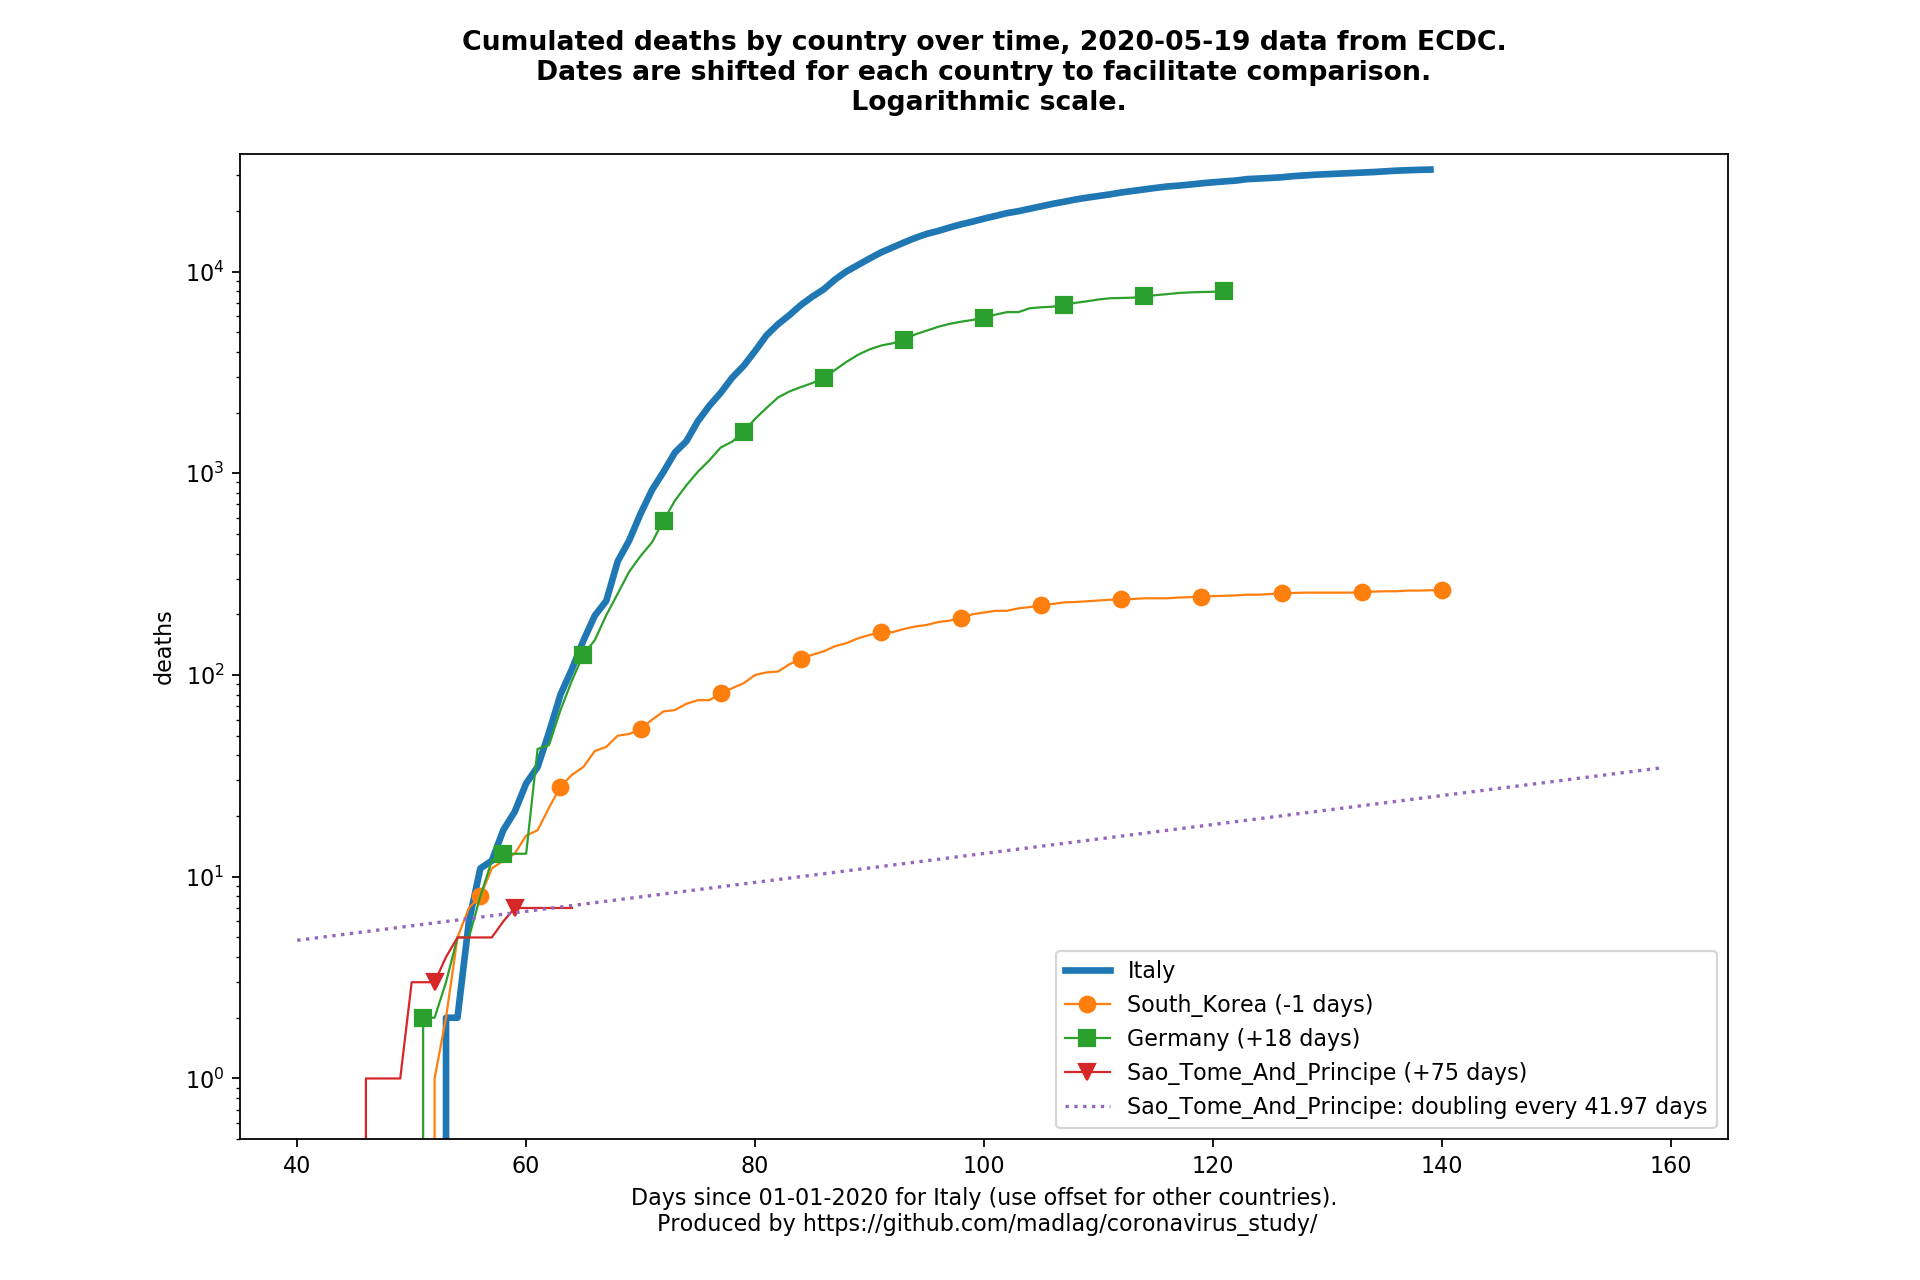 Cumulated deaths by country over time, 2020-05-19 data from ECDC.
Dates are shifted for each country to facilitate comparison.
Logarithmic scale.
deaths
10^4
10^3
10^2
10^1
10^0
Italy
South_Korea (-1 days)
Germany (+18 days)
Sao_Tome_And_Principe (+75 days)
Sao_Tome_And_Principe: doubling every 41.97 days
40 60 80 100 120 140 160
Days since 01-01-2020 for Italy (use offset for other countries).
Produced by https://github.com/madlag/coronavirus_study/